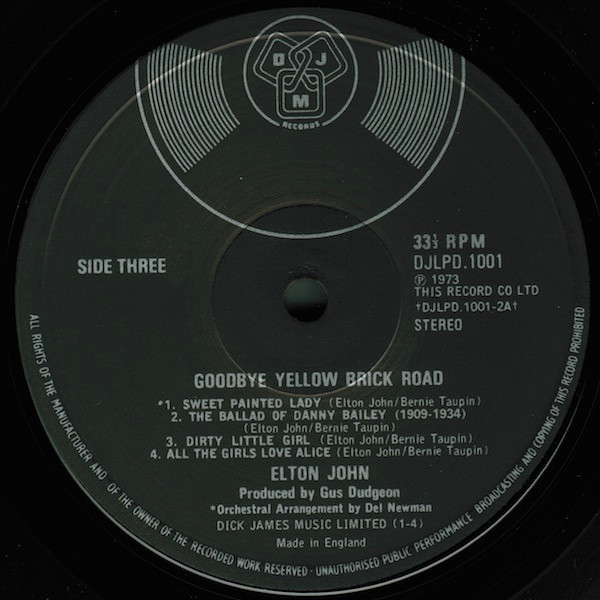 D J
M
RECORDS
SIDE THREE
33⅓ RPM
DJLPD.1001
℗ 1973
THIS RECORD CO LTD
†DJLPD.1001-2A†
STEREO
GOODBYE YELLOW BRICK ROAD
*1. SWEET PAINTED LADY (Elton John/Bernie Taupin)
2. THE BALLAD OF DANNY BAILEY (1909-1934)
(Elton John/Bernie Taupin)
3. DIRTY LITTLE GIRL (Elton John/Bernie Taupin)
4. ALL THE GIRLS LOVE ALICE (Elton John/Bernie Taupin)
ELTON JOHN
Produced by Gus Dudgeon
*Orchestral Arrangement by Del Newman
DICK JAMES MUSIC LIMITED (1-4)
Made in England
ALL RIGHTS OF THE MANUFACTURER AND OF THE OWNER OF THE RECORDED WORK RESERVED · UNAUTHORISED PUBLIC PERFORMANCE BROADCASTING AND COPYING OF THIS RECORD PROHIBITED